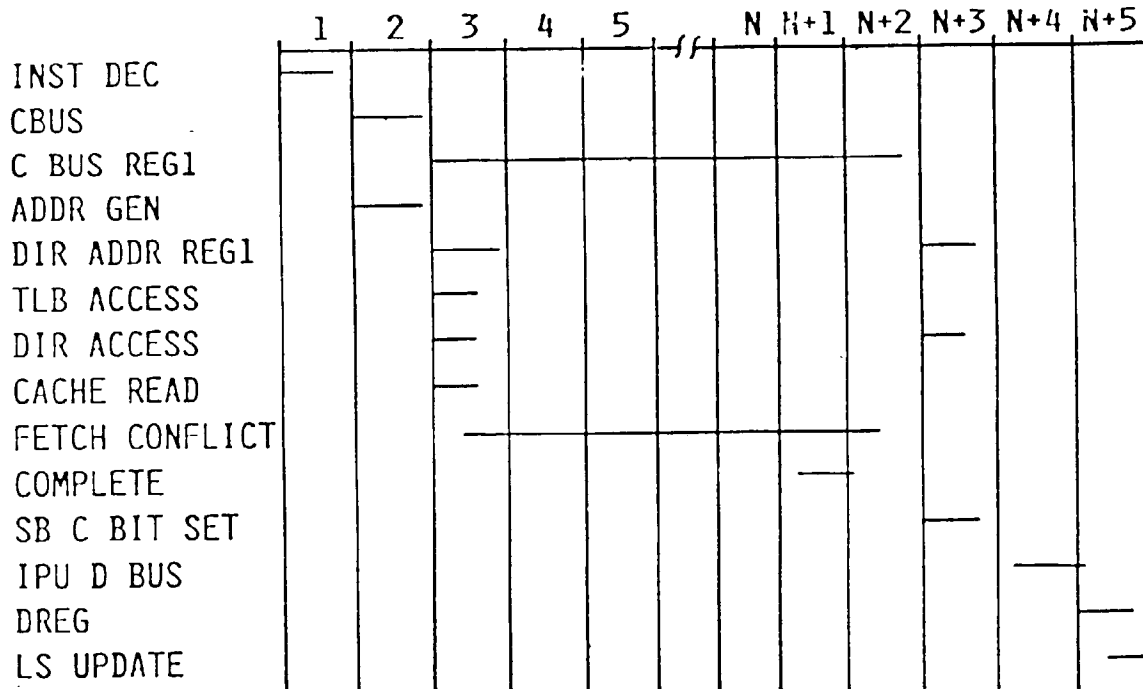 1 2 3 4 5 N N+1 N+2 N+3 N+4 N+5
INST DEC
CBUS
C BUS REG1
ADDR GEN
DIR ADDR REG1
TLB ACCESS
DIR ACCESS
CACHE READ
FETCH CONFLICT
COMPLETE
SB C BIT SET
IPU D BUS
DREG
LS UPDATE